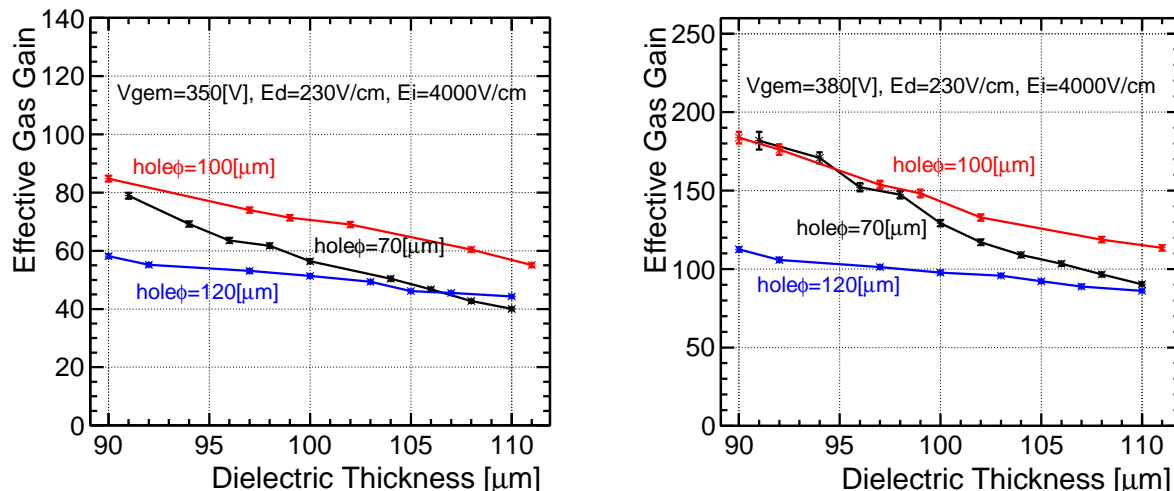 Effective Gas Gain
140
120
100
80
60
40
20
0
Vgem=350[V], Ed=230V/cm, Ei=4000V/cm
holeϕ=100[μm]
holeϕ=70[μm]
holeϕ=120[μm]
90
95
100
105
110
Dielectric Thickness [μm]
Effective Gas Gain
250
200
150
100
50
0
Vgem=380[V], Ed=230V/cm, Ei=4000V/cm
holeϕ=100[μm]
holeϕ=70[μm]
holeϕ=120[μm]
90
95
100
105
110
Dielectric Thickness [μm]